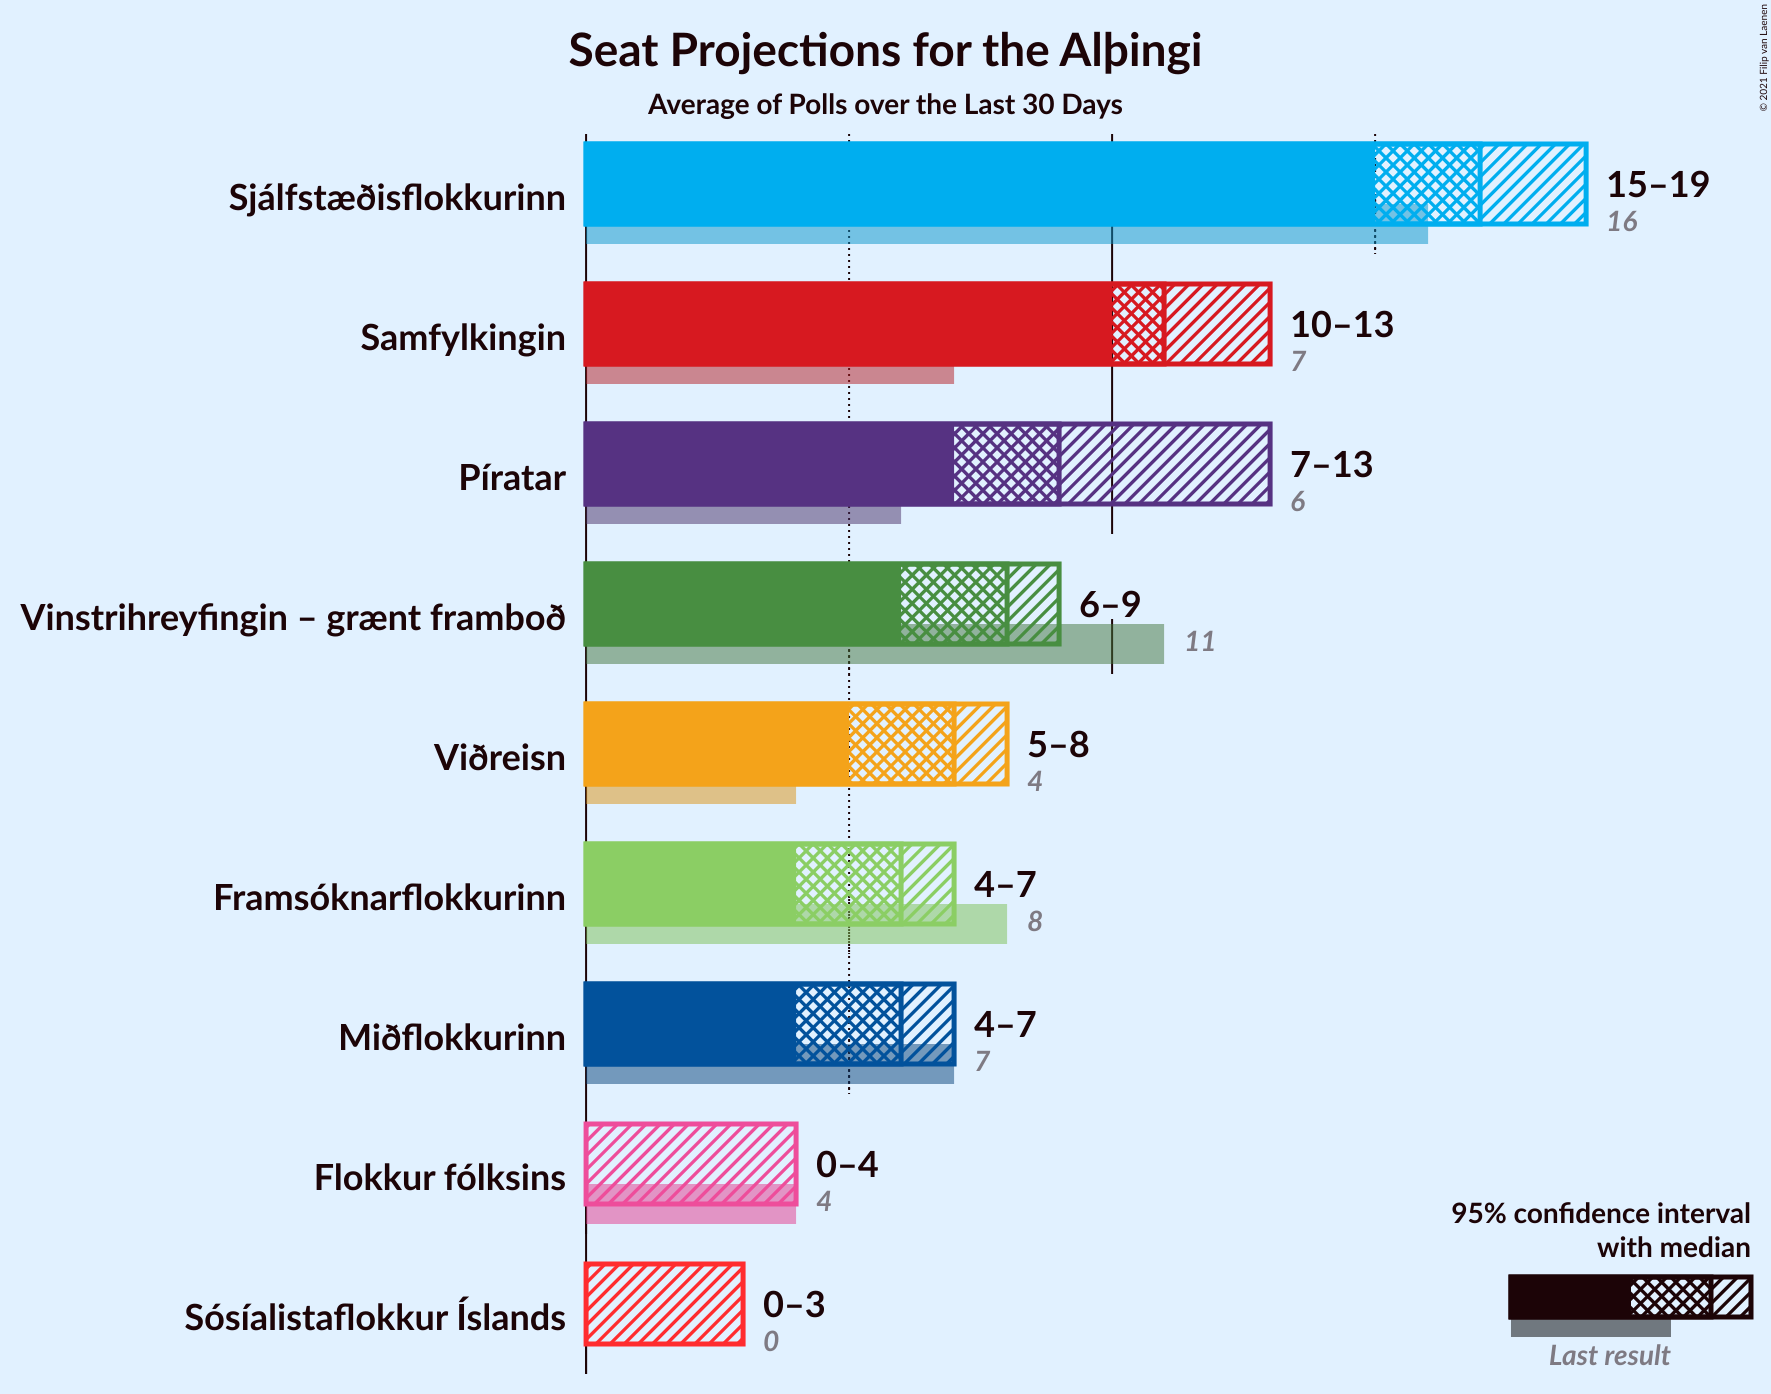 Seat Projections for the Alþingi
Average of Polls over the Last 30 Days
© 2021 Filip van Laenen
Sjálfstæðisflokkurinn
15–19
16
Samfylkingin
10–13
7
Píratar
7–13
6
Vinstrihreyfingin – grænt framboð
6–9
11
Viðreisn
5–8
4
Framsóknarflokkurinn
4–7
8
Miðflokkurinn
4–7
7
Flokkur fólksins
0–4
4
Sósíalistaflokkur Íslands
0–3
0
95% confidence interval
with median
Last result